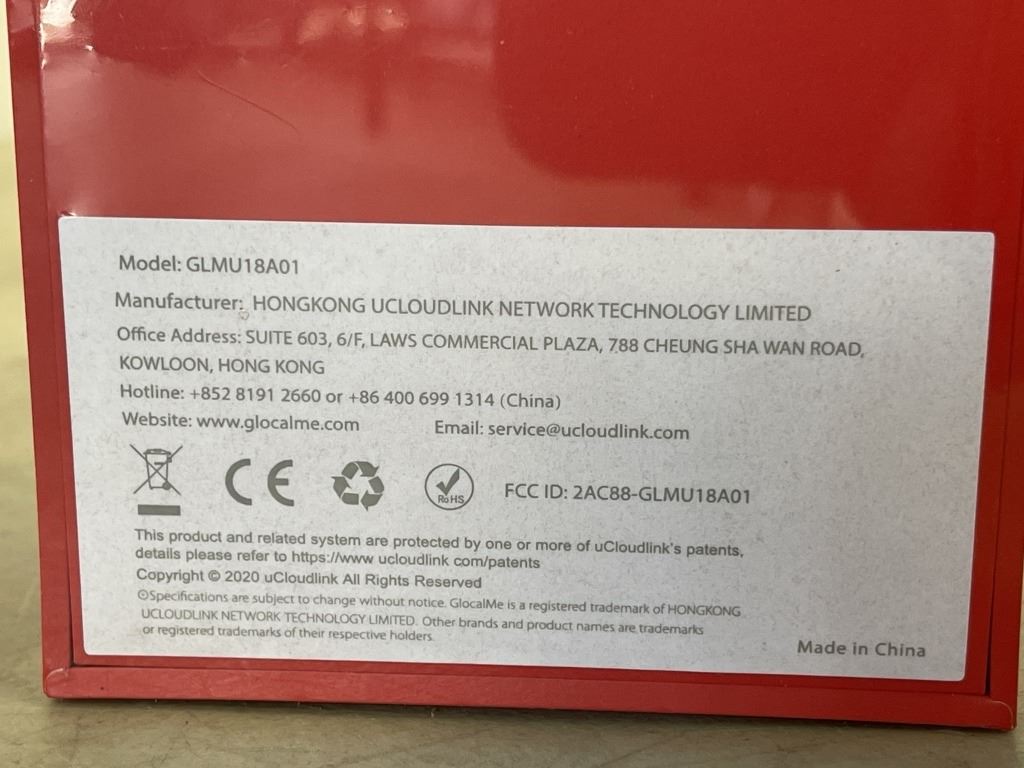 Model: GLMU18A01
Manufacturer: HONGKONG UCLOUDLINK NETWORK TECHNOLOGY LIMITED
Office Address: SUITE 603, 6/F, LAWS COMMERCIAL PLAZA, 788 CHEUNG SHA WAN ROAD,
KOWLOON, HONG KONG
Hotline: +852 8191 2660 or +86 400 699 1314 (China)
Website: www.glocalme.com Email: service@ucloudlink.com
CE RoHS FCC ID: 2AC88-GLMU18A01
This product and related system are protected by one or more of uCloudlink's patents,
details please refer to https://www ucloudlink com/patents
Copyright © 2020 uCloudlink All Rights Reserved
⊙Specifications are subject to change without notice. GlocalMe is a registered trademark of HONGKONG
UCLOUDLINK NETWORK TECHNOLOGY LIMITED. Other brands and product names are trademarks
or registered trademarks of their respective holders.
Made in China